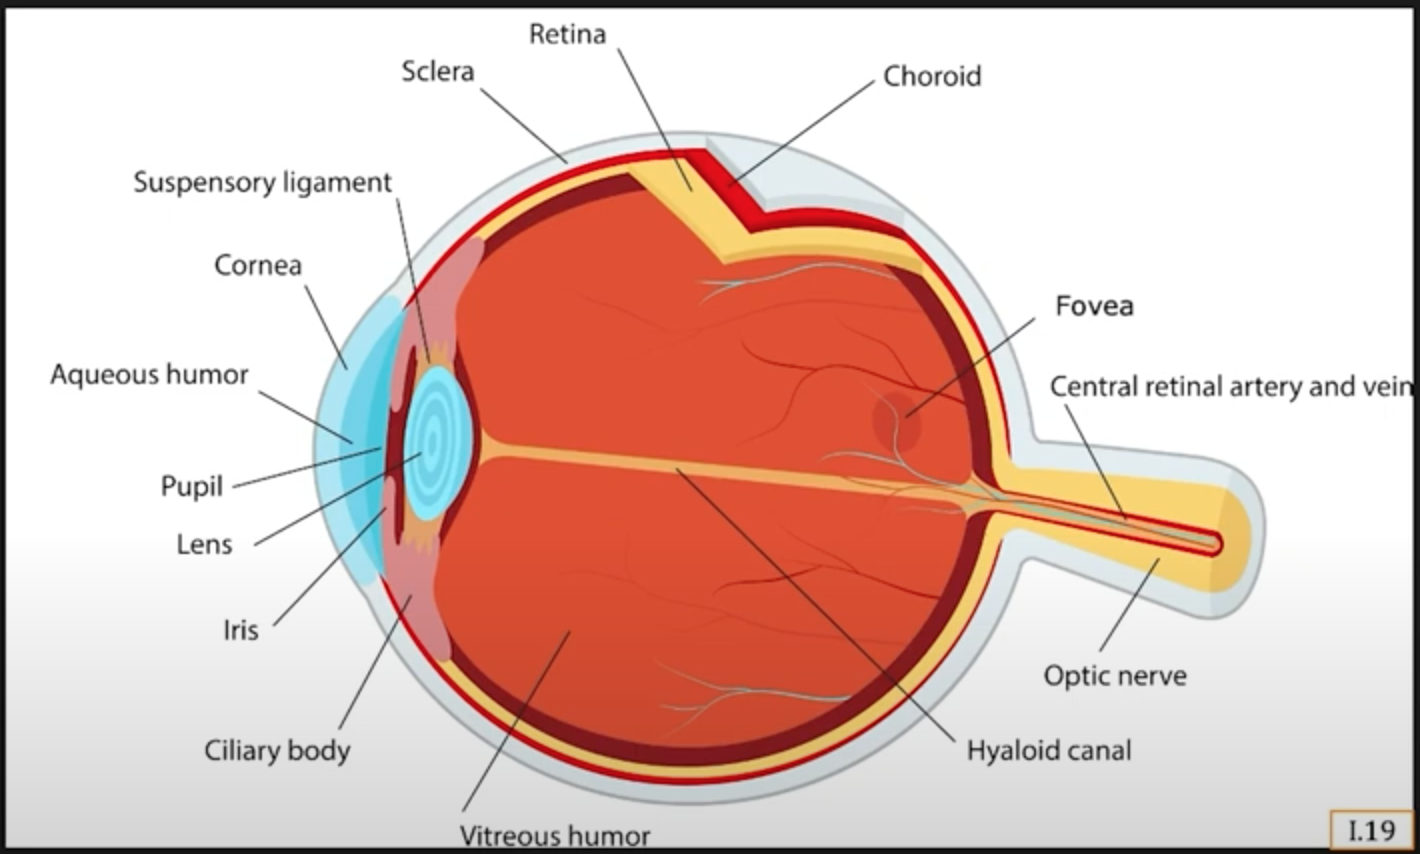 Retina
Sclera
Choroid
Suspensory ligament
Cornea
Fovea
Aqueous humor
Central retinal artery and vein
Pupil
Lens
Iris
Optic nerve
Ciliary body
Hyaloid canal
Vitreous humor
I.19